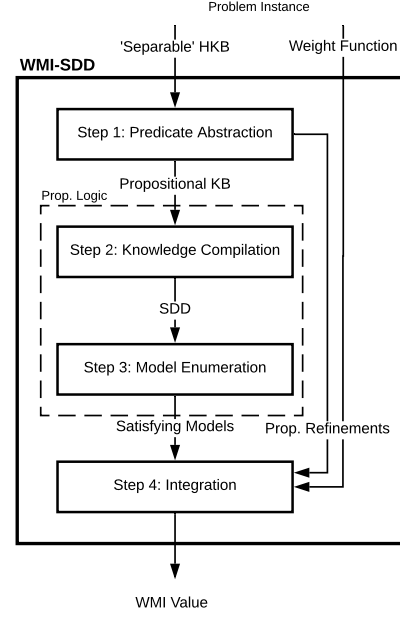 Problem Instance
'Separable' HKB
Weight Function
WMI-SDD
Step 1: Predicate Abstraction
Propositional KB
Prop. Logic
Step 2: Knowledge Compilation
SDD
Step 3: Model Enumeration
Satisfying Models
Prop. Refinements
Step 4: Integration
WMI Value